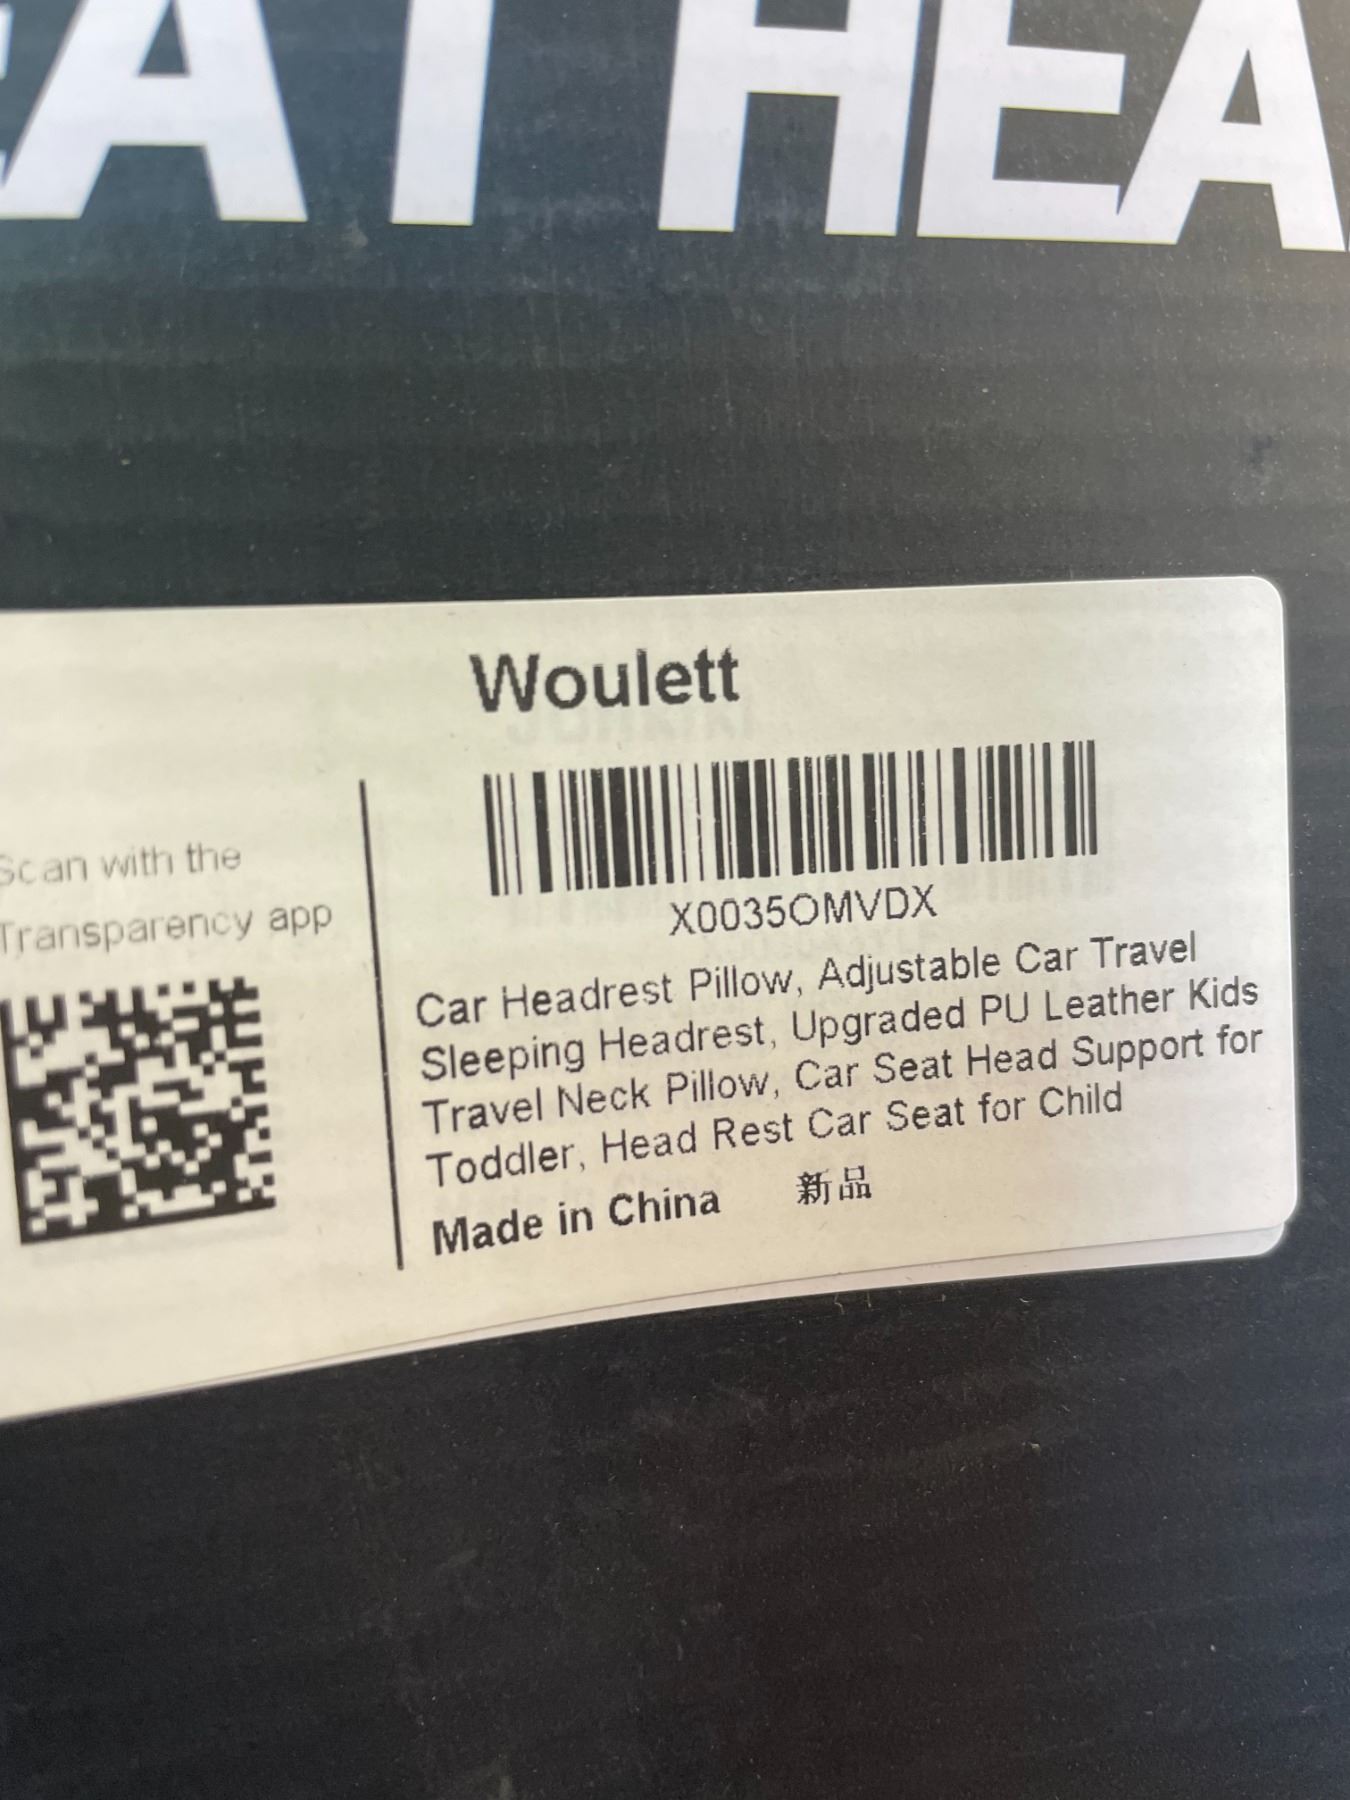 EAT HEA
Woulett
X0035OMVDX
Scan with the
Transparency app
Car Headrest Pillow, Adjustable Car Travel
Sleeping Headrest, Upgraded PU Leather Kids
Travel Neck Pillow, Car Seat Head Support for
Toddler, Head Rest Car Seat for Child
Made in China 新品